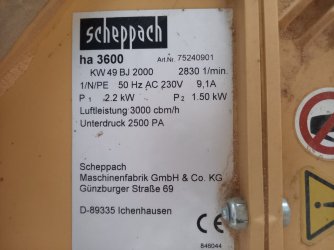 scheppach
ha 3600 Art.Nr. 75240901
KW 49 BJ 2000 2830 1/min.
1/N/PE 50 Hz AC 230V 9,1A
P1 2.2 kW P2 1.50 kW
Luftleistung 3000 cbm/h
Unterdruck 2500 PA
Scheppach
Maschinenfabrik GmbH & Co. KG
Günzburger Straße 69
D-89335 Ichenhausen
CE
846044